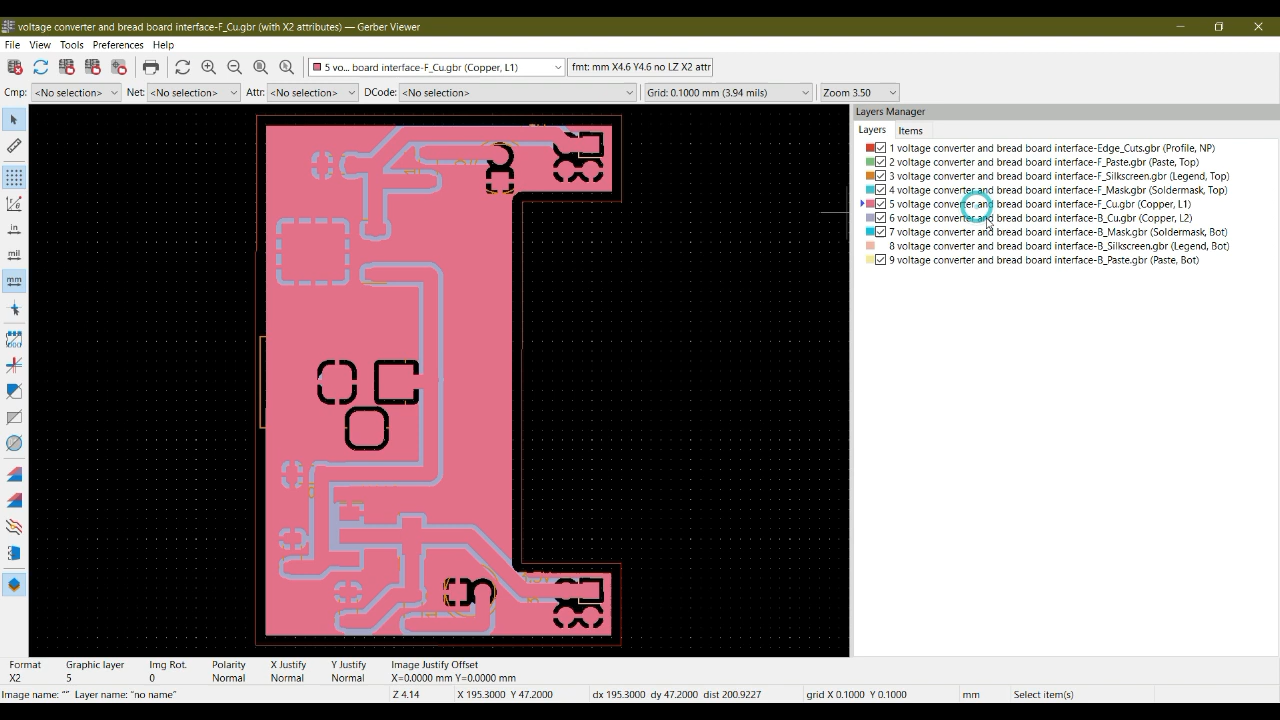 voltage converter and bread board interface-F_Cu.gbr (with X2 attributes) — Gerber Viewer
File View Tools Preferences Help
5 vo... board interface-F_Cu.gbr (Copper, L1) fmt: mm X4.6 Y4.6 no LZ X2 attr
Cmp: <No selection> Net: <No selection> Attr: <No selection> DCode: <No selection> Grid: 0.1000 mm (3.94 mils) Zoom 3.50
in
mil
mm
Layers Manager
Layers Items
1 voltage converter and bread board interface-Edge_Cuts.gbr (Profile, NP)
2 voltage converter and bread board interface-F_Paste.gbr (Paste, Top)
3 voltage converter and bread board interface-F_Silkscreen.gbr (Legend, Top)
4 voltage converter and bread board interface-F_Mask.gbr (Soldermask, Top)
5 voltage converter and bread board interface-F_Cu.gbr (Copper, L1)
6 voltage converter and bread board interface-B_Cu.gbr (Copper, L2)
7 voltage converter and bread board interface-B_Mask.gbr (Soldermask, Bot)
8 voltage converter and bread board interface-B_Silkscreen.gbr (Legend, Bot)
9 voltage converter and bread board interface-B_Paste.gbr (Paste, Bot)
Format Graphic layer Img Rot. Polarity X Justify Y Justify Image Justify Offset
X2 5 0 Normal Normal Normal X=0.0000 mm Y=0.0000 mm
Image name: "" Layer name: "no name" Z 4.14 X 195.3000 Y 47.2000 dx 195.3000 dy 47.2000 dist 200.9227 grid X 0.1000 Y 0.1000 mm Select item(s)